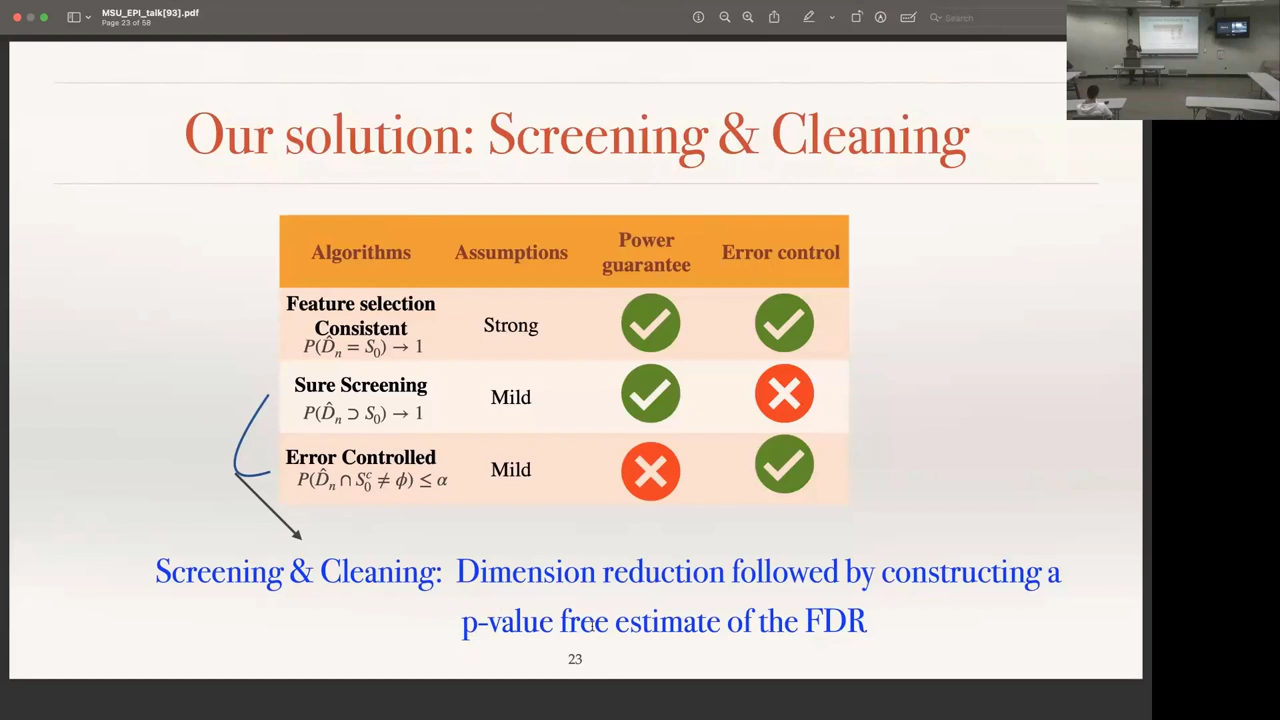 MSU_EPI_talk[93].pdf
Page 23 of 58
Search
Our solution: Screening & Cleaning
Algorithms Assumptions Power guarantee Error control
Feature selection
Consistent
P(D̂ₙ = S₀) → 1
Strong
Sure Screening
P(D̂ₙ ⊃ S₀) → 1
Mild
Error Controlled
P(D̂ₙ ∩ S₀ᶜ ≠ ϕ) ≤ α
Mild
Screening & Cleaning: Dimension reduction followed by constructing a
p-value free estimate of the FDR
23